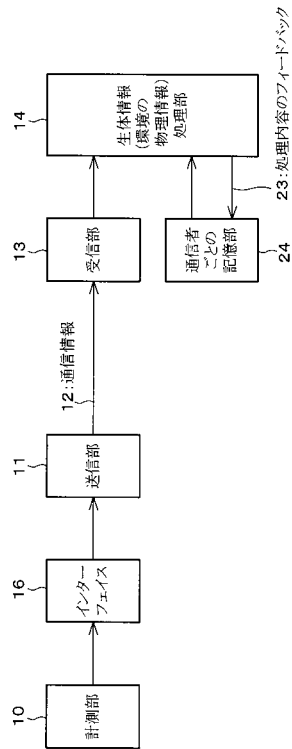 10
計測部
16
インター
フェイス
11
送信部
12:通信情報
13
受信部
14
生体情報
(環境の
物理情報)
処理部
通信者
ごとの
記憶部
24
23:処理内容のフィードバック